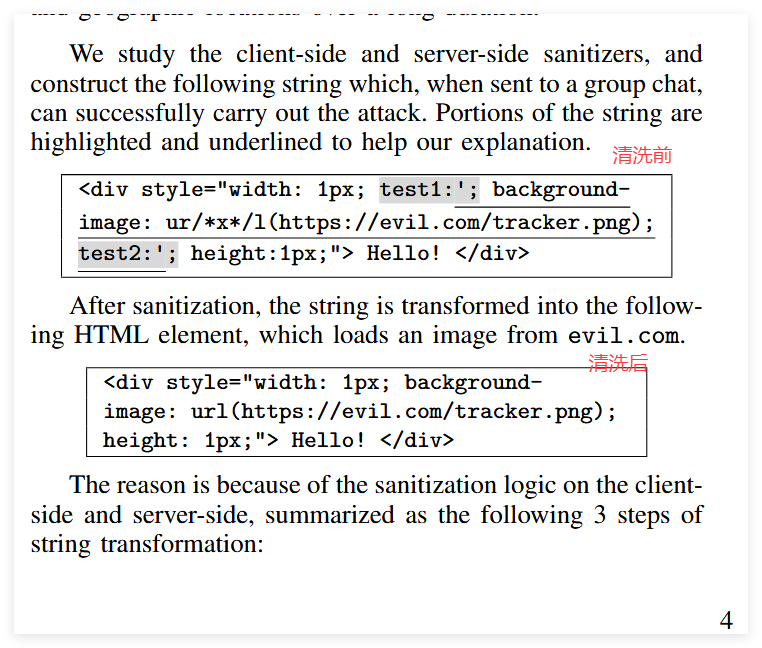 We study the client-side and server-side sanitizers, and
construct the following string which, when sent to a group chat,
can successfully carry out the attack. Portions of the string are
highlighted and underlined to help our explanation.
清洗前
<div style="width: 1px; test1:'; background-
image: ur/*x*/l(https://evil.com/tracker.png);
test2:'; height:1px;"> Hello! </div>
After sanitization, the string is transformed into the follow-
ing HTML element, which loads an image from evil.com.
清洗后
<div style="width: 1px; background-
image: url(https://evil.com/tracker.png);
height: 1px;"> Hello! </div>
The reason is because of the sanitization logic on the client-
side and server-side, summarized as the following 3 steps of
string transformation:
4